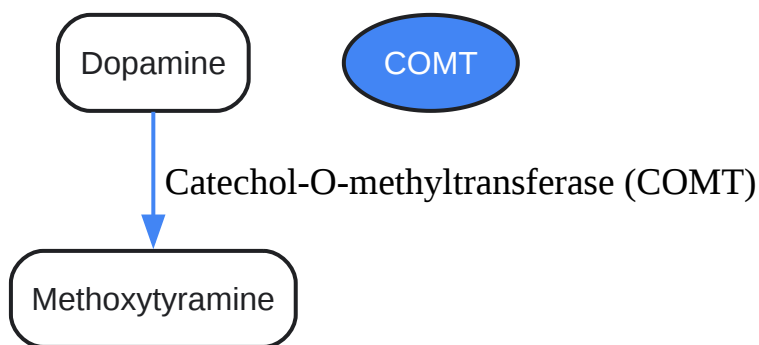 Dopamine
COMT
Catechol-O-methyltransferase (COMT)
Methoxytyramine